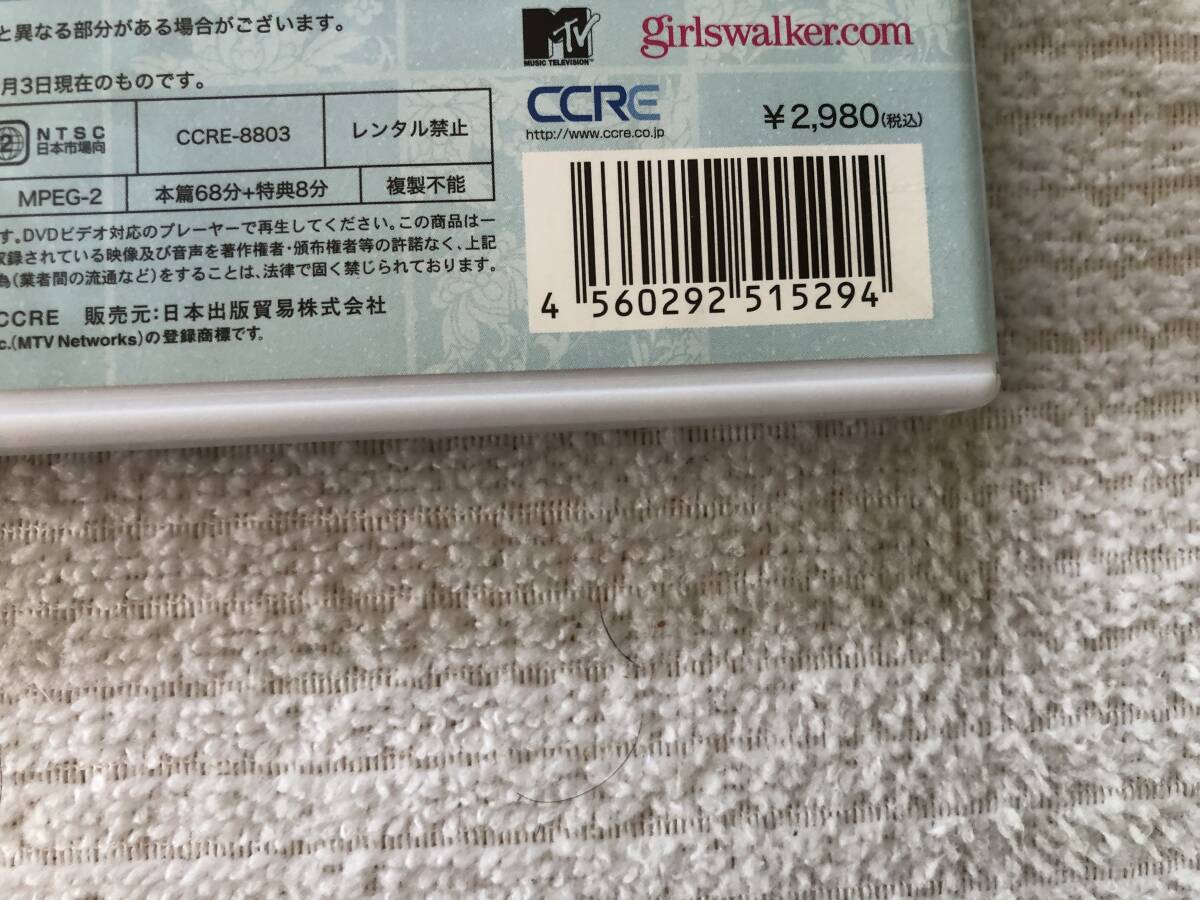 と異なる部分がある場合がございます。
月3日現在のものです。
2 NTSC
日本市場向
CCRE-8803
レンタル禁止
MPEG-2
本篇68分+特典8分
複製不能
す。DVDビデオ対応のプレーヤーで再生してください。この商品は一
収録されている映像及び音声を著作権者・頒布権者等の許諾なく、上記
為(業者間の流通など)をすることは、法律で固く禁じられております。
CCRE 販売元:日本出版貿易株式会社
c.(MTV Networks)の登録商標です。
MTV
MUSIC TELEVISION™
girlswalker.com
CCRE
http://www.ccre.co.jp
¥2,980(税込)
4 560292 515294